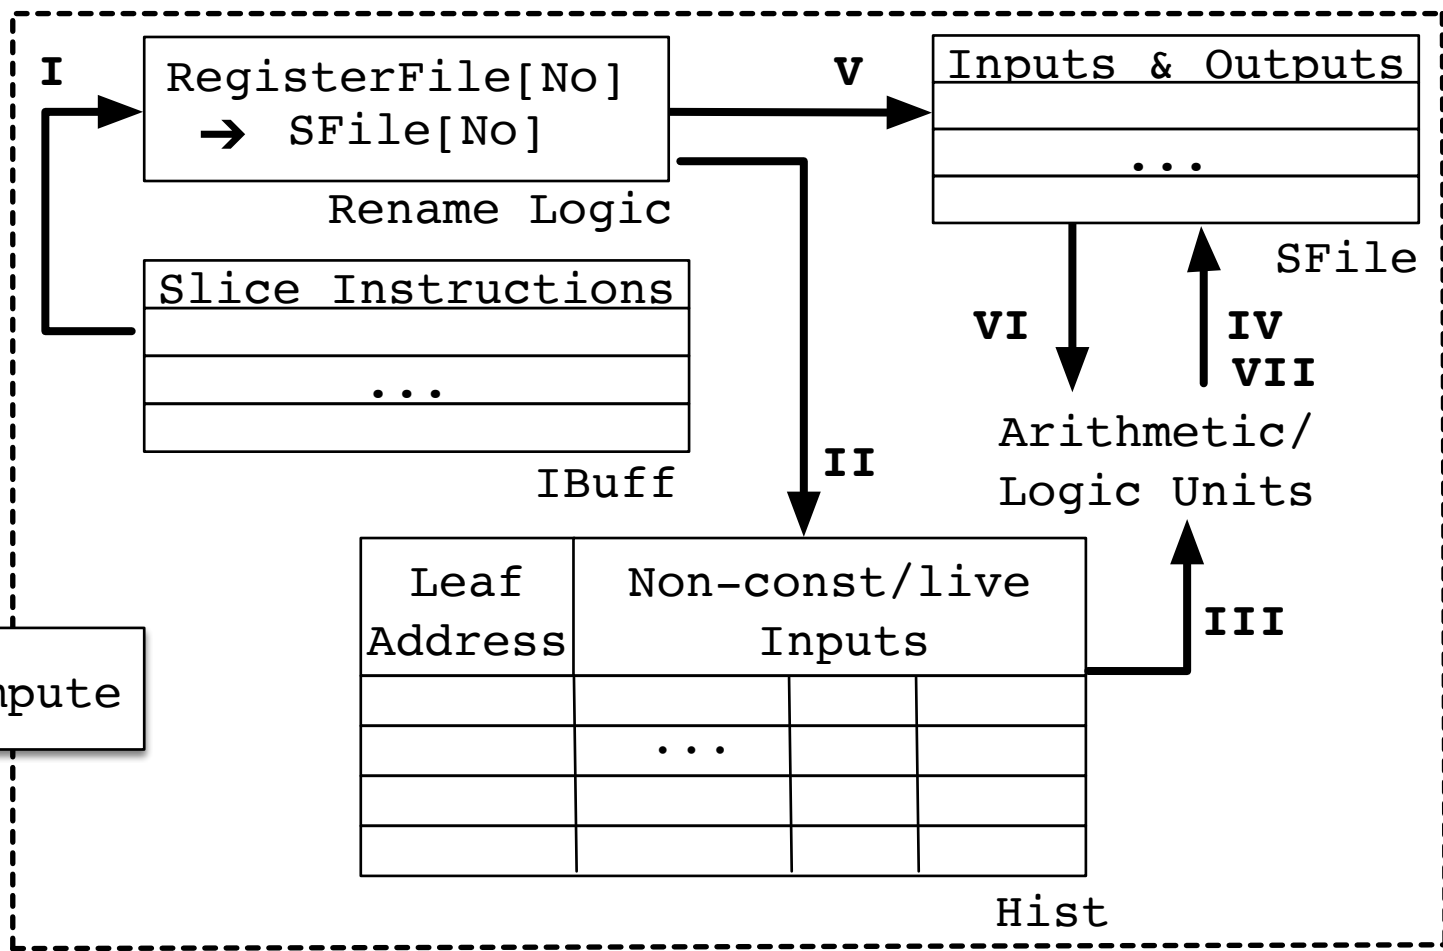 I
RegisterFile[No]
→ SFile[No]
Rename Logic
V
Inputs & Outputs
...
SFile
Slice Instructions
...
IBuff
II
VI
IV
VII
Arithmetic/
Logic Units
III
Leaf
Address
Non-const/live
Inputs
...
Hist